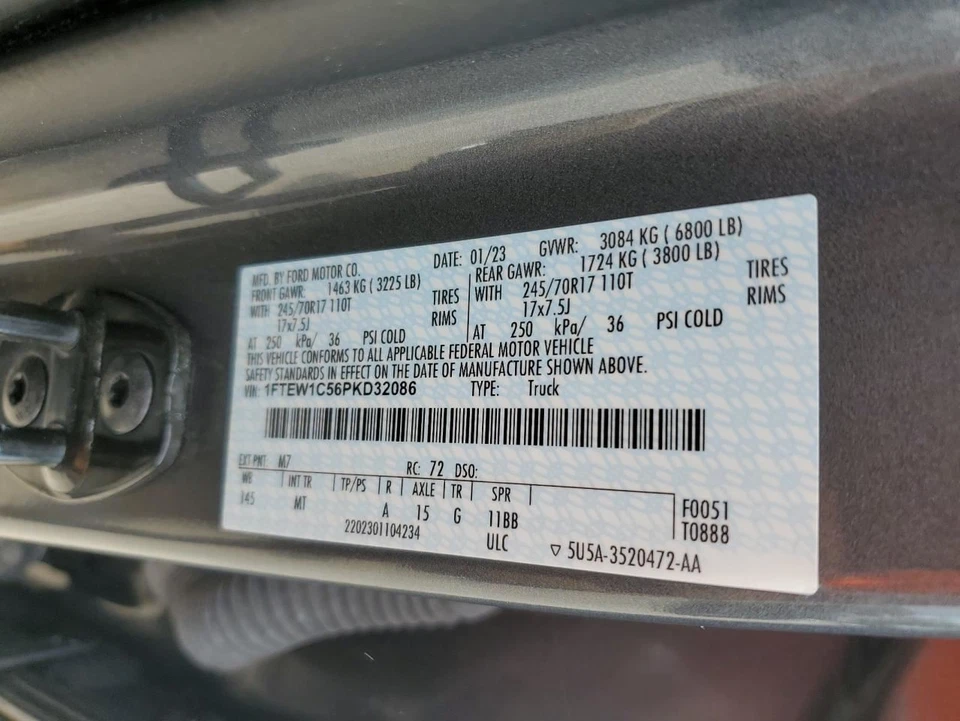 MFD. BY FORD MOTOR CO. DATE: 01/23 GVWR: 3084 KG ( 6800 LB)
FRONT GAWR: 1463 KG ( 3225 LB) REAR GAWR: 1724 KG ( 3800 LB)
WITH 245/70R17 110T TIRES WITH 245/70R17 110T TIRES
17x7.5J RIMS 17x7.5J RIMS
AT 250 kPa/ 36 PSI COLD AT 250 kPa/ 36 PSI COLD
THIS VEHICLE CONFORMS TO ALL APPLICABLE FEDERAL MOTOR VEHICLE
SAFETY STANDARDS IN EFFECT ON THE DATE OF MANUFACTURE SHOWN ABOVE.
VIN: 1FTEW1C56PKD32086 TYPE: Truck
EXT PNT M7 RC: 72 DSO:
WB INT TR TP/PS R AXLE TR SPR
145 MT A 15 G 11BB F0051
2202301104234 ULC T0888
▽ 5U5A-3520472-AA